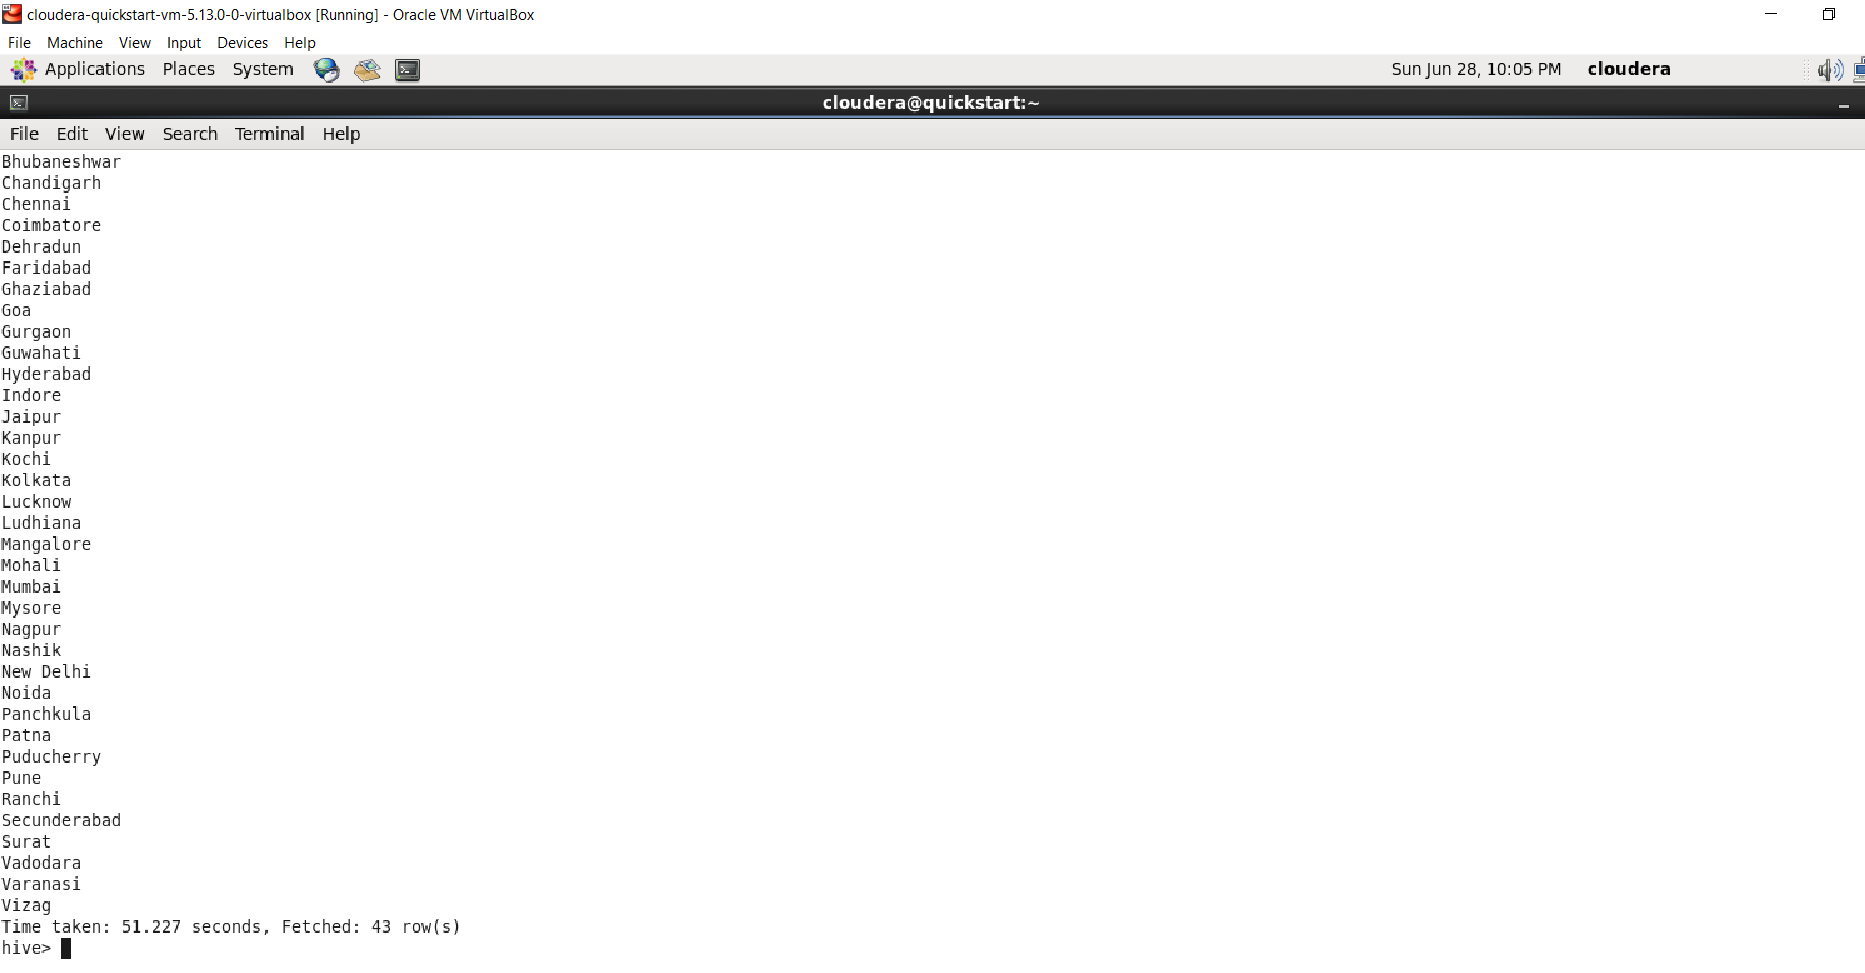 cloudera-quickstart-vm-5.13.0-0-virtualbox [Running] - Oracle VM VirtualBox
File Machine View Input Devices Help
Applications Places System Sun Jun 28, 10:05 PM cloudera
cloudera@quickstart:~
File Edit View Search Terminal Help
Bhubaneshwar
Chandigarh
Chennai
Coimbatore
Dehradun
Faridabad
Ghaziabad
Goa
Gurgaon
Guwahati
Hyderabad
Indore
Jaipur
Kanpur
Kochi
Kolkata
Lucknow
Ludhiana
Mangalore
Mohali
Mumbai
Mysore
Nagpur
Nashik
New Delhi
Noida
Panchkula
Patna
Puducherry
Pune
Ranchi
Secunderabad
Surat
Vadodara
Varanasi
Vizag
Time taken: 51.227 seconds, Fetched: 43 row(s)
hive>